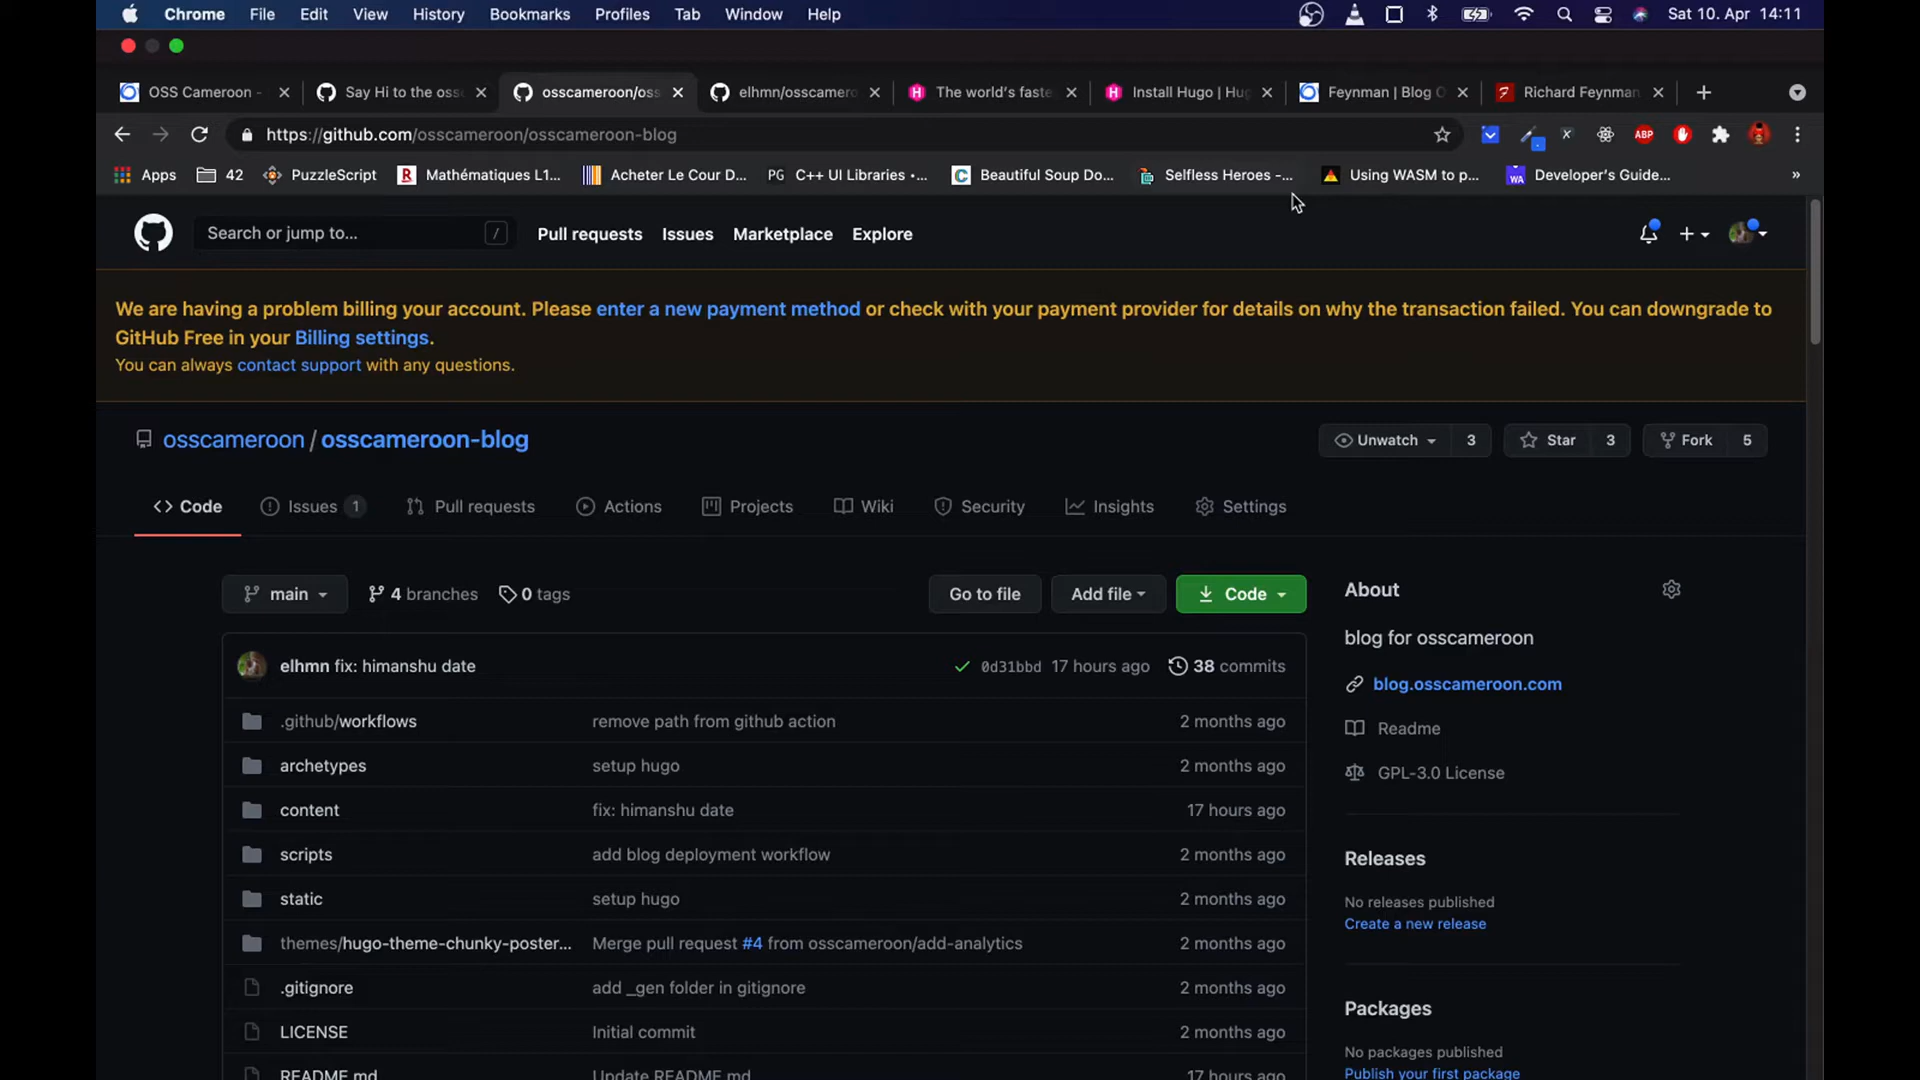 Chrome File Edit View History Bookmarks Profiles Tab Window Help Sat 10. Apr 14:11
OSS Cameroon - Say Hi to the oss osscameroon/oss elhmn/osscamero The world's faste Install Hugo | Hug Feynman | Blog O Richard Feynman
https://github.com/osscameroon/osscameroon-blog ABP
Apps 42 PuzzleScript R Mathématiques L1... Acheter Le Cour D... PG C++ UI Libraries •... C Beautiful Soup Do... Selfless Heroes -... Using WASM to p... WA Developer's Guide... »
Search or jump to... / Pull requests Issues Marketplace Explore
We are having a problem billing your account. Please enter a new payment method or check with your payment provider for details on why the transaction failed. You can downgrade to
GitHub Free in your Billing settings.
You can always contact support with any questions.
osscameroon / osscameroon-blog Unwatch 3 Star 3 Fork 5
Code Issues 1 Pull requests Actions Projects Wiki Security Insights Settings
main 4 branches 0 tags Go to file Add file Code About
blog for osscameroon
elhmn fix: himanshu date 0d31bbd 17 hours ago 38 commits
blog.osscameroon.com
.github/workflows remove path from github action 2 months ago
Readme
archetypes setup hugo 2 months ago
GPL-3.0 License
content fix: himanshu date 17 hours ago
scripts add blog deployment workflow 2 months ago
Releases
static setup hugo 2 months ago
No releases published
Create a new release
themes/hugo-theme-chunky-poster... Merge pull request #4 from osscameroon/add-analytics 2 months ago
.gitignore add _gen folder in gitignore 2 months ago
Packages
LICENSE Initial commit 2 months ago
No packages published
README.md Update README.md 17 hours ago
Publish your first package